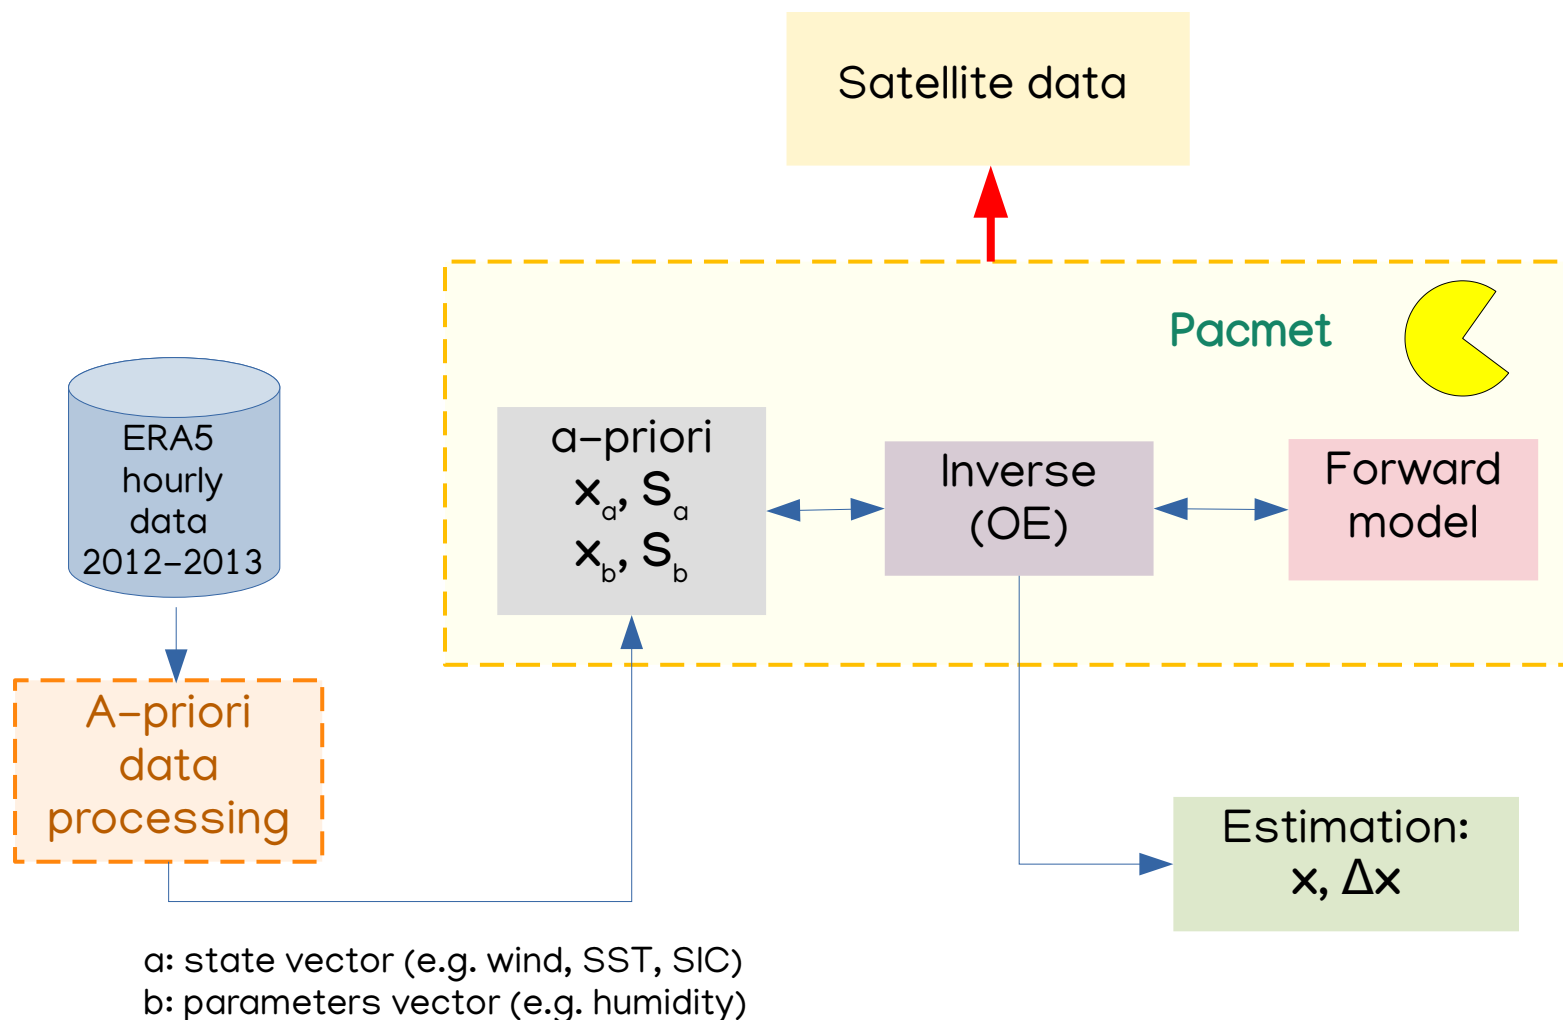 Satellite data
Pacmet
ERA5
hourly
data
2012–2013
a–priori
xa, Sa
xb, Sb
Inverse
(OE)
Forward
model
A–priori
data
processing
Estimation:
x, Δx
a: state vector (e.g. wind, SST, SIC)
b: parameters vector (e.g. humidity)